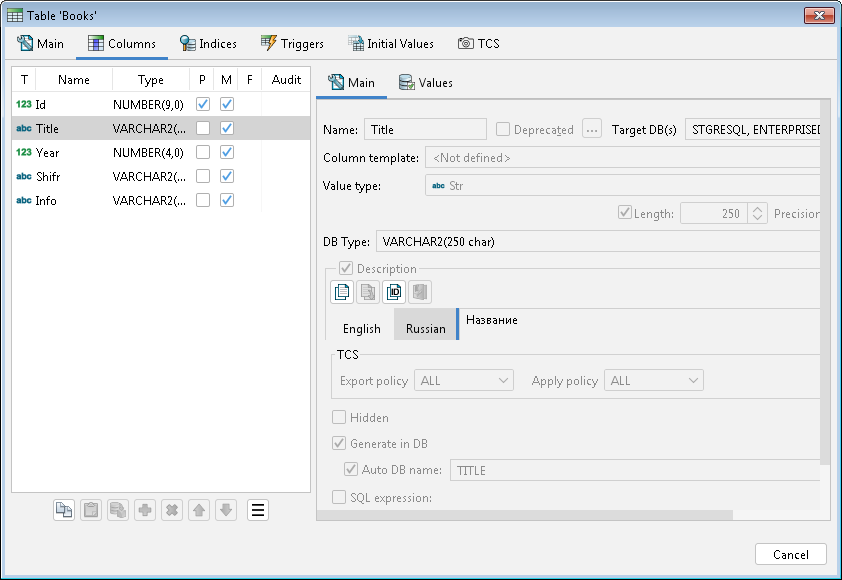 Table 'Books'
Main Columns Indices Triggers Initial Values TCS
T Name Type P M F Audit
123 Id NUMBER(9,0)
abc Title VARCHAR2(...
123 Year NUMBER(4,0)
abc Shifr VARCHAR2(...
abc Info VARCHAR2(...
Main Values
Name: Title Deprecated ... Target DB(s) STGRESQL, ENTERPRISED
Column template: <Not defined>
Value type: abc Str
Length: 250 Precision
DB Type: VARCHAR2(250 char)
Description
ID
English Russian Название
TCS
Export policy ALL Apply policy ALL
Hidden
Generate in DB
Auto DB name: TITLE
SQL expression:
Cancel